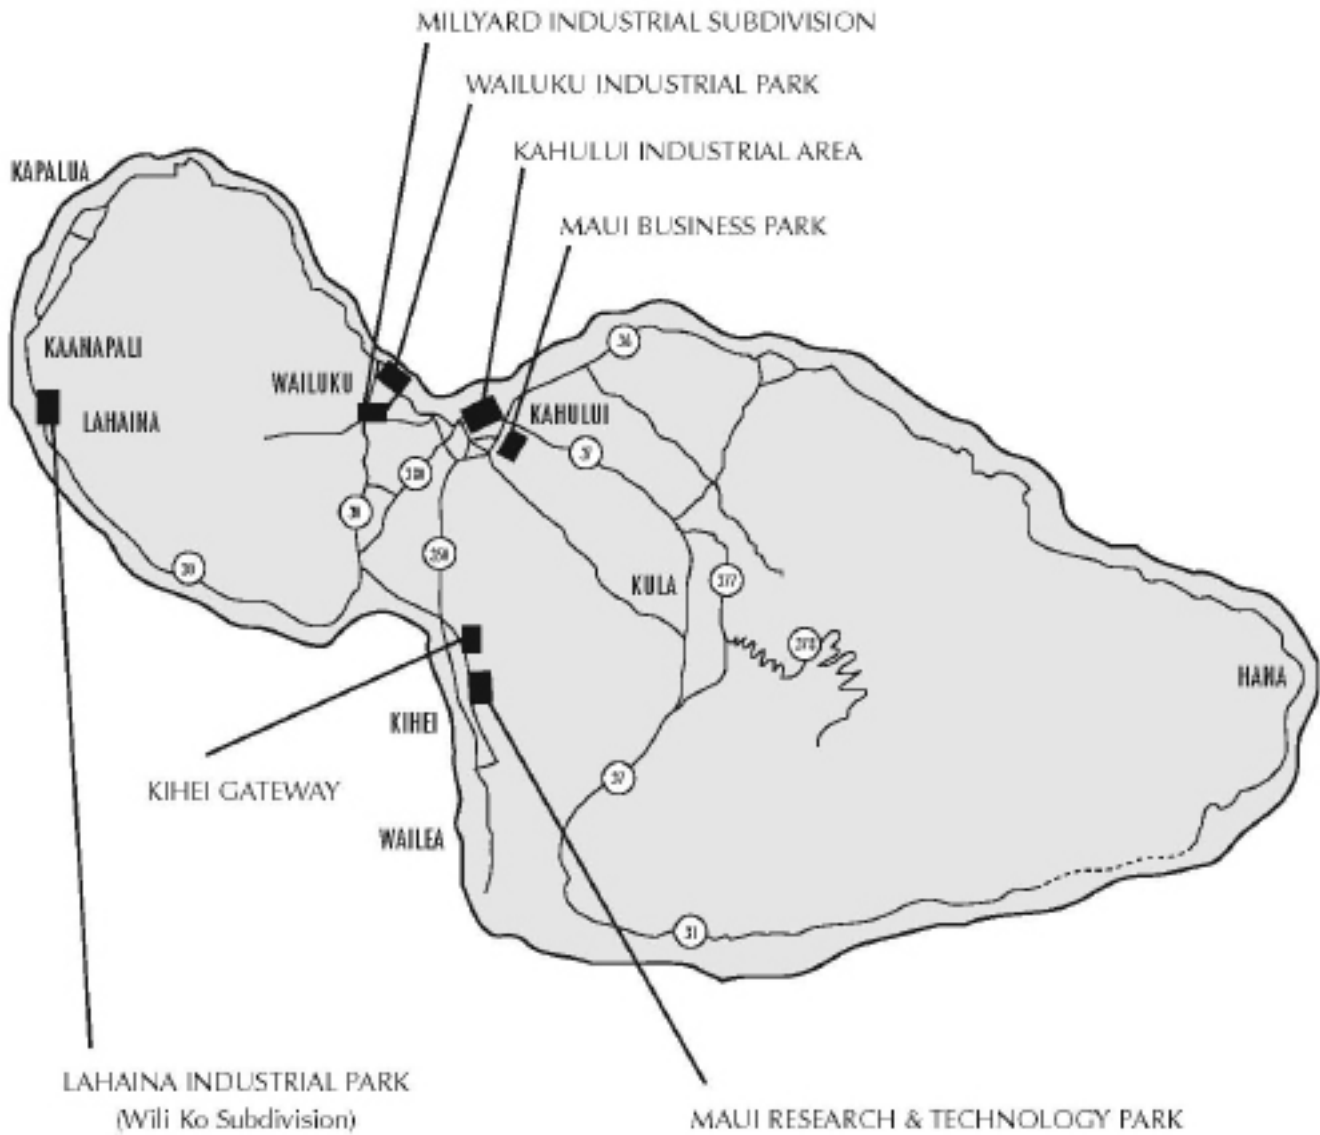 MILLYARD INDUSTRIAL SUBDIVISION
WAILUKU INDUSTRIAL PARK
KAHULUI INDUSTRIAL AREA
KAPALUA
MAUI BUSINESS PARK
36
KAANAPALI
WAILUKU
LAHAINA
KAHULUI
37
30
30
KULA
377
378
HANA
KIHEI
37
KIHEI GATEWAY
WAILEA
31
LAHAINA INDUSTRIAL PARK
(Wili Ko Subdivision)
MAUI RESEARCH & TECHNOLOGY PARK